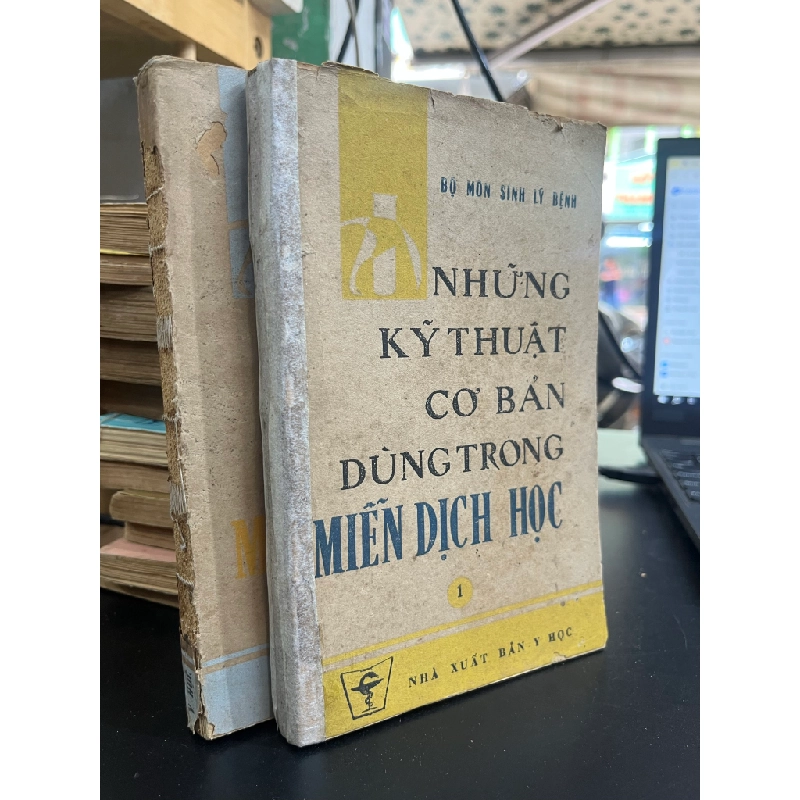 BỘ MÔN SINH LÝ BỆNH
NHỮNG
KỸ THUẬT
CƠ BẢN
DÙNG TRONG
MIỄN DỊCH HỌC
1
NHÀ XUẤT BẢN Y HỌC